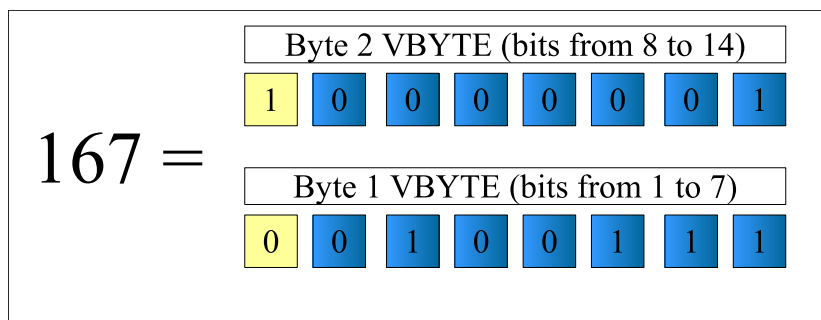 Byte 2 VBYTE (bits from 8 to 14)
1 0 0 0 0 0 0 1
167 =
Byte 1 VBYTE (bits from 1 to 7)
0 0 1 0 0 1 1 1